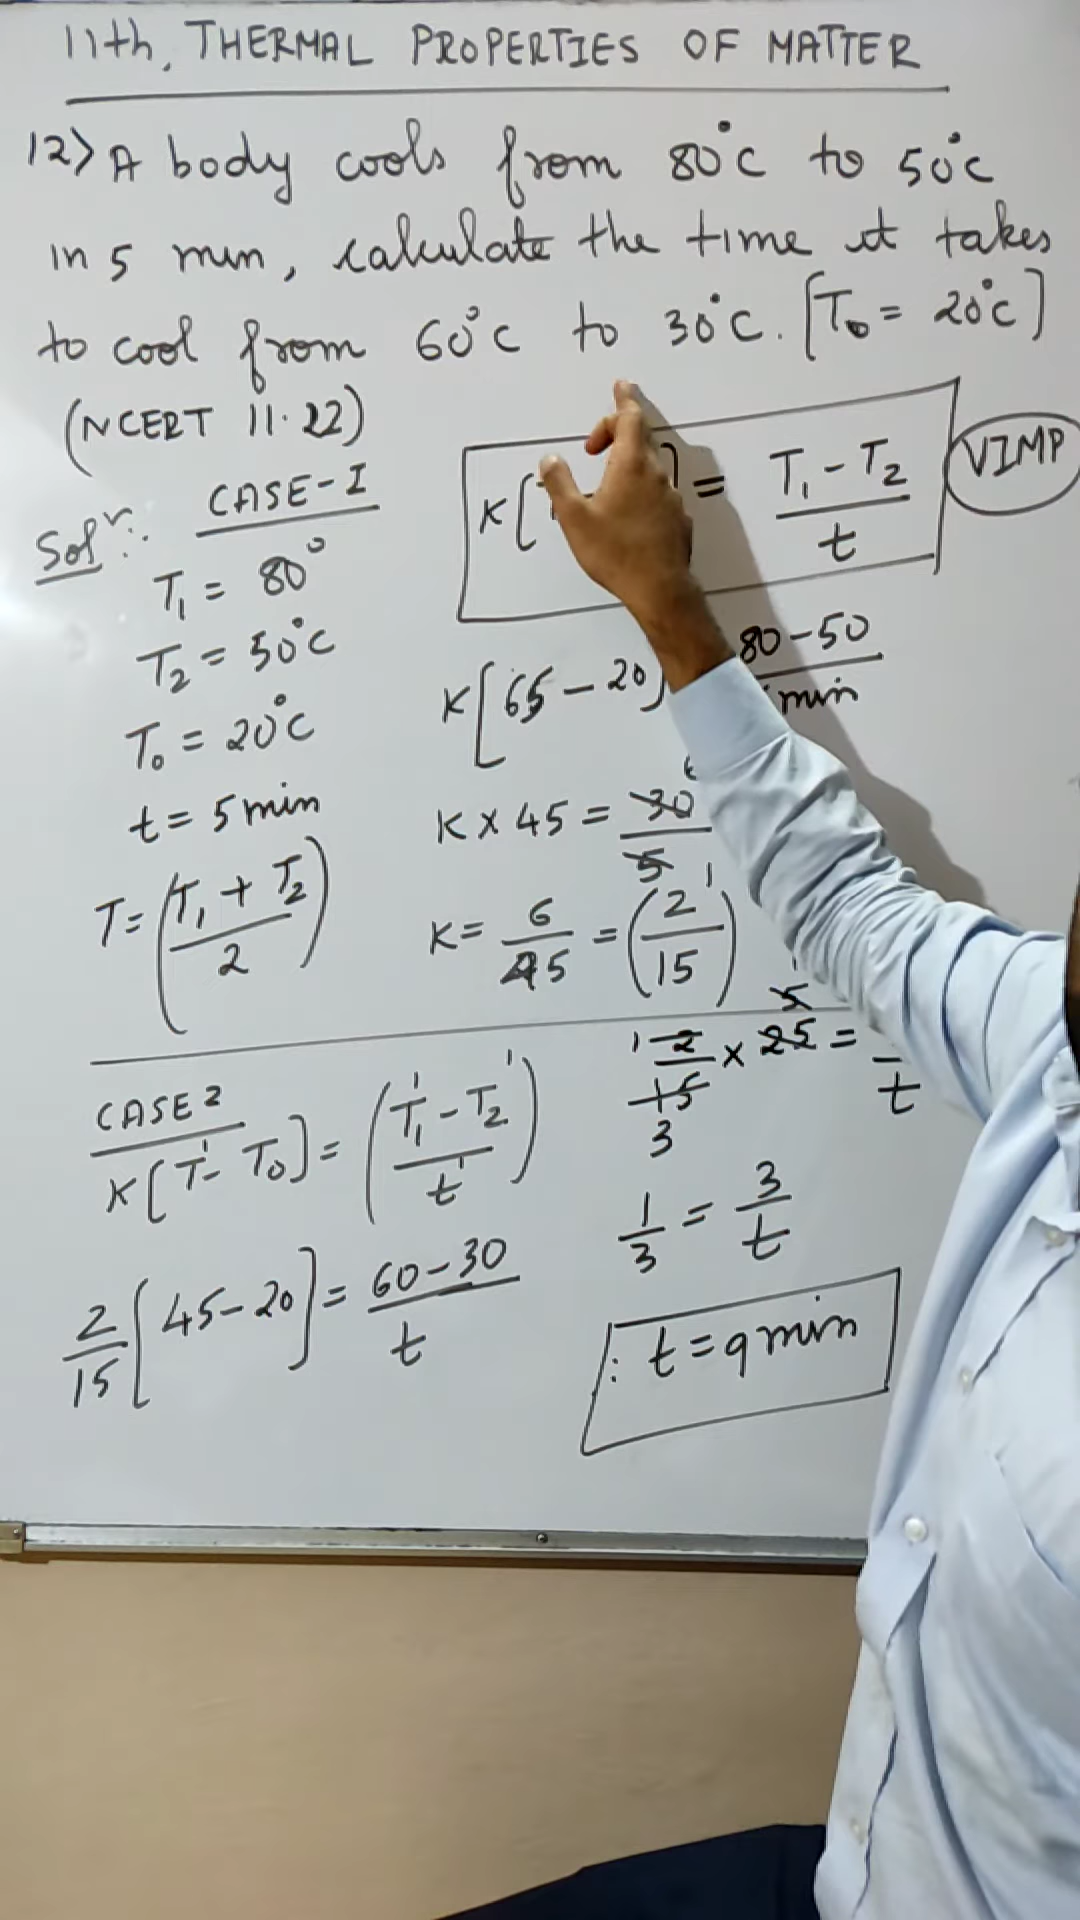 11th, THERMAL PROPERTIES OF MATTER
12> A body cools from 80°C to 50°C
in 5 min, calculate the time it takes
to cool from 60°C to 30°C. [T₀ = 20°C]
(NCERT 11.22)
Solⁿ:
CASE-I
T₁ = 80°
T₂ = 50°C
T₀ = 20°C
t = 5 min
T = (T₁ + T₂ / 2)
K[ ] = T₁ - T₂ / t
VIMP
K[65 - 20] 80 - 50 / min
K × 45 = 30 / 5
K = 6/45 = (2/15)
CASE 2
K[T' - T₀] = (T₁' - T₂' / t')
2/15 [45 - 20] = 60 - 30 / t
1 2/15 3 × 25 5 = / t
1/3 = 3/t
∴ t = 9 min